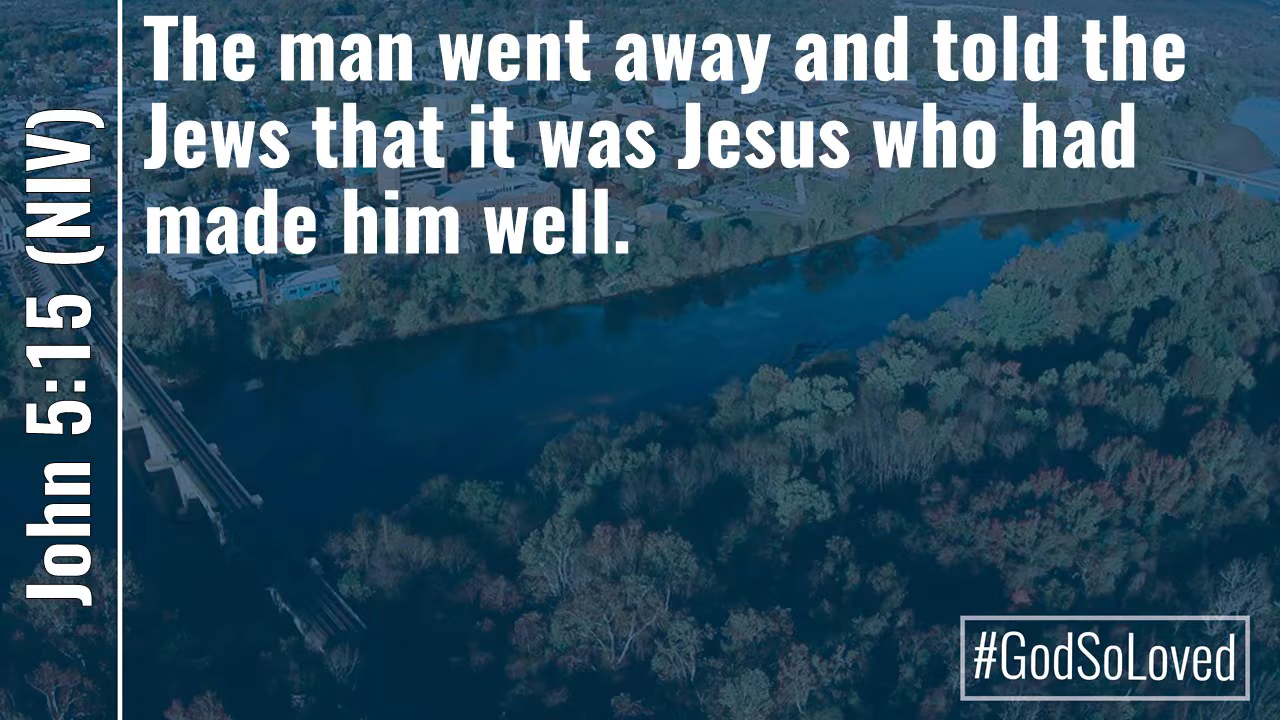 The man went away and told the
Jews that it was Jesus who had
made him well.
John 5:15 (NIV)
#GodSoLoved